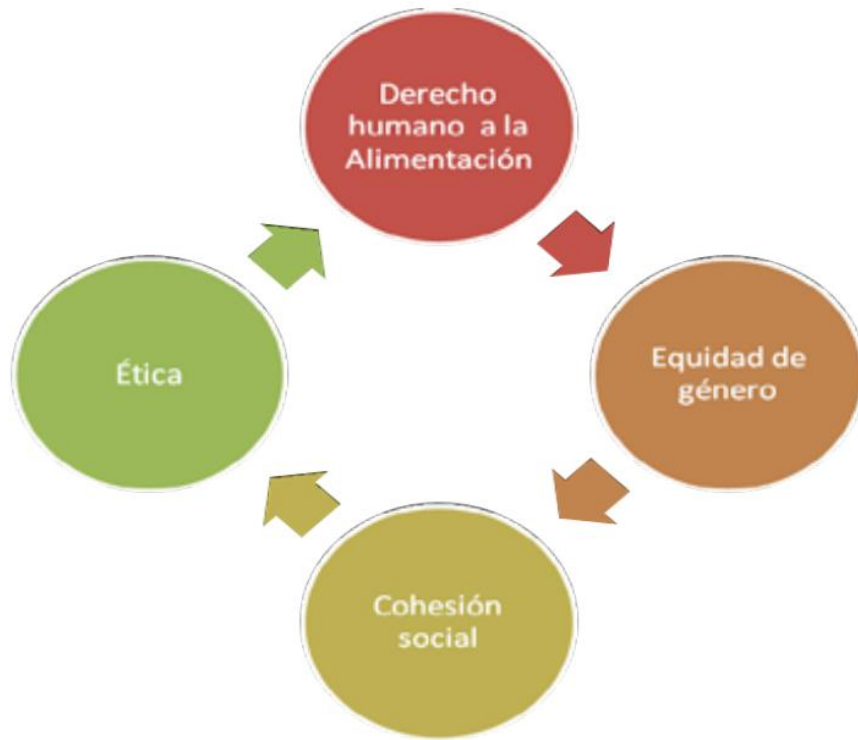 Derecho
humano a la
Alimentación
Equidad de
género
Cohesión
social
Ética